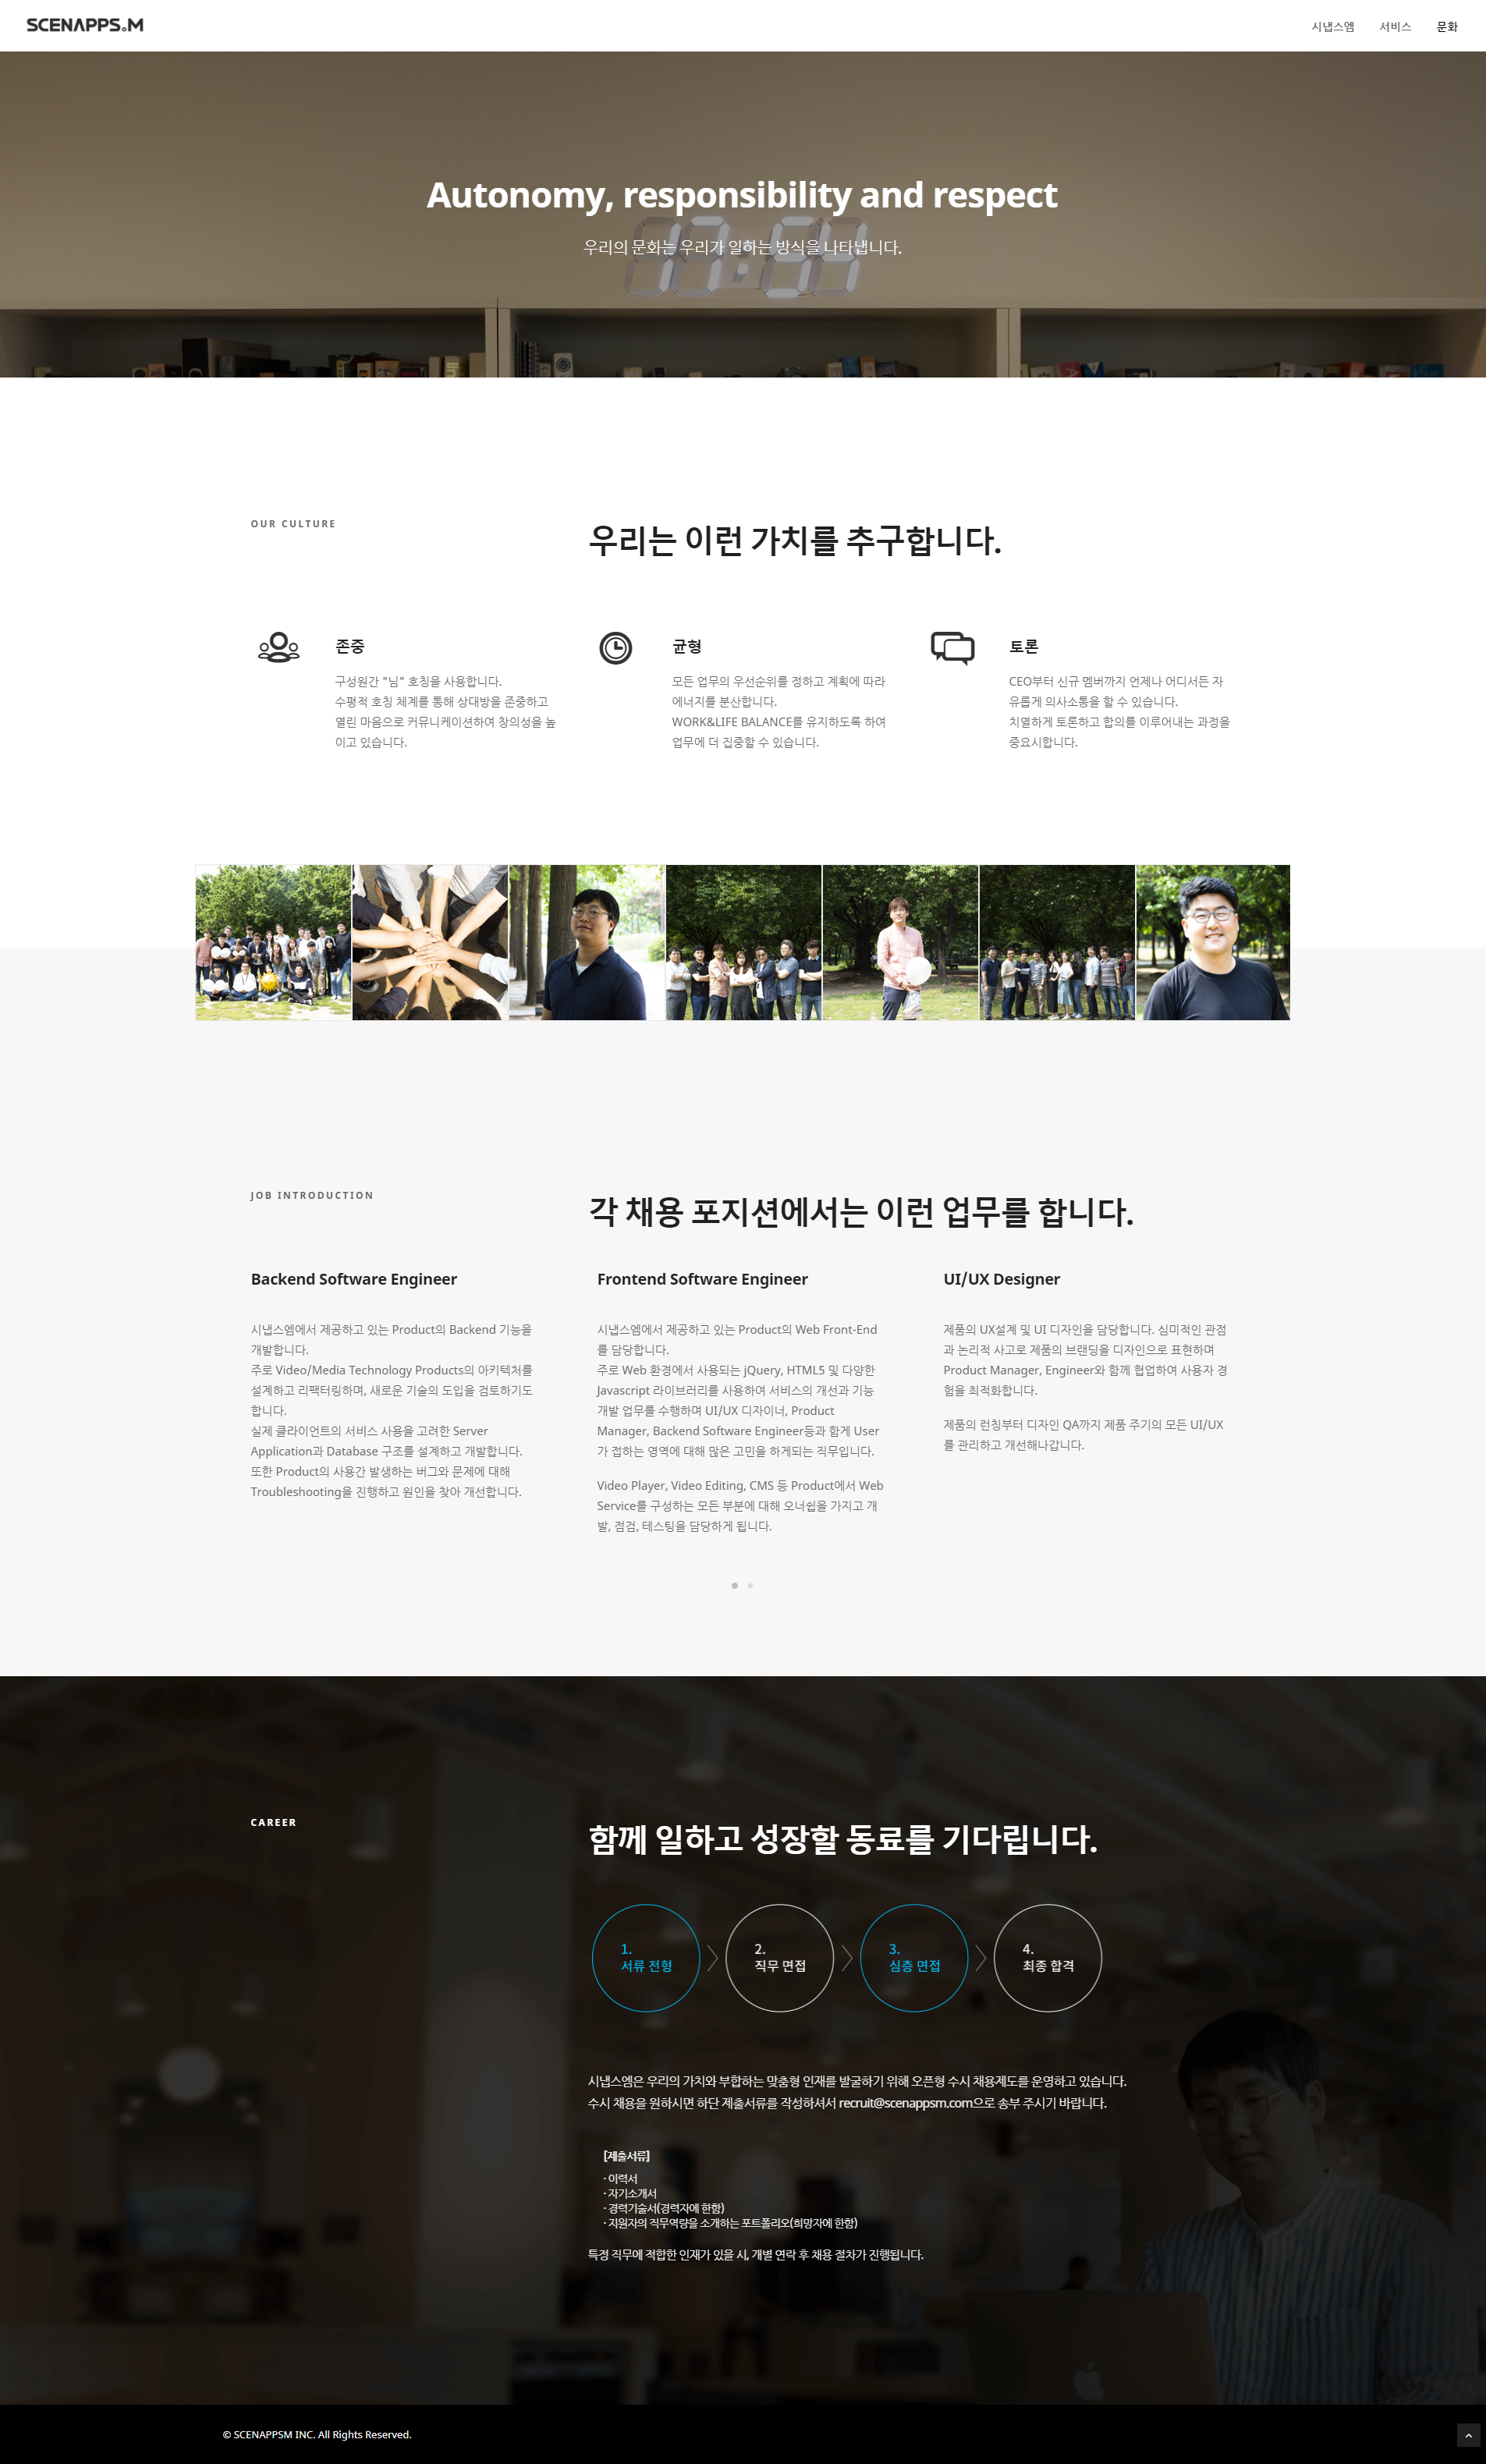 SCENAPPS.M
시냅스엠 서비스 문화
Autonomy, responsibility and respect
우리의 문화는 우리가 일하는 방식을 나타냅니다.
OUR CULTURE
우리는 이런 가치를 추구합니다.
존중
구성원간 "님" 호칭을 사용합니다.
수평적 호칭 체계를 통해 상대방을 존중하고
열린 마음으로 커뮤니케이션하여 창의성을 높
이고 있습니다.
균형
모든 업무의 우선순위를 정하고 계획에 따라
에너지를 분산합니다.
WORK&LIFE BALANCE를 유지하도록 하여
업무에 더 집중할 수 있습니다.
토론
CEO부터 신규 멤버까지 언제나 어디서든 자
유롭게 의사소통을 할 수 있습니다.
치열하게 토론하고 합의를 이루어내는 과정을
중요시합니다.
JOB INTRODUCTION
각 채용 포지션에서는 이런 업무를 합니다.
Backend Software Engineer
시냅스엠에서 제공하고 있는 Product의 Backend 기능을
개발합니다.
주로 Video/Media Technology Products의 아키텍처를
설계하고 리팩터링하며, 새로운 기술의 도입을 검토하기도
합니다.
실제 클라이언트의 서비스 사용을 고려한 Server
Application과 Database 구조를 설계하고 개발합니다.
또한 Product의 사용간 발생하는 버그와 문제에 대해
Troubleshooting을 진행하고 원인을 찾아 개선합니다.
Frontend Software Engineer
시냅스엠에서 제공하고 있는 Product의 Web Front-End
를 담당합니다.
주로 Web 환경에서 사용되는 jQuery, HTML5 및 다양한
Javascript 라이브러리를 사용하여 서비스의 개선과 기능
개발 업무를 수행하며 UI/UX 디자이너, Product
Manager, Backend Software Engineer등과 함게 User
가 접하는 영역에 대해 많은 고민을 하게되는 직무입니다.
Video Player, Video Editing, CMS 등 Product에서 Web
Service를 구성하는 모든 부분에 대해 오너쉽을 가지고 개
발, 점검, 테스팅을 담당하게 됩니다.
UI/UX Designer
제품의 UX설계 및 UI 디자인을 담당합니다. 심미적인 관점
과 논리적 사고로 제품의 브랜딩을 디자인으로 표현하며
Product Manager, Engineer와 함께 협업하여 사용자 경
험을 최적화합니다.
제품의 런칭부터 디자인 QA까지 제품 주기의 모든 UI/UX
를 관리하고 개선해나갑니다.
CAREER
함께 일하고 성장할 동료를 기다립니다.
1.
서류 전형
2.
직무 면접
3.
심층 면접
4.
최종 합격
시냅스엠은 우리의 가치와 부합하는 맞춤형 인재를 발굴하기 위해 오픈형 수시 채용제도를 운영하고 있습니다.
수시 채용을 원하시면 하단 제출서류를 작성하셔서 recruit@scenappsm.com으로 송부 주시기 바랍니다.
[제출서류]
· 이력서
· 자기소개서
· 경력기술서(경력자에 한함)
· 지원자의 직무역량을 소개하는 포트폴리오(희망자에 한함)
특정 직무에 적합한 인재가 있을 시, 개별 연락 후 채용 절차가 진행됩니다.
© SCENAPPSM INC. All Rights Reserved.